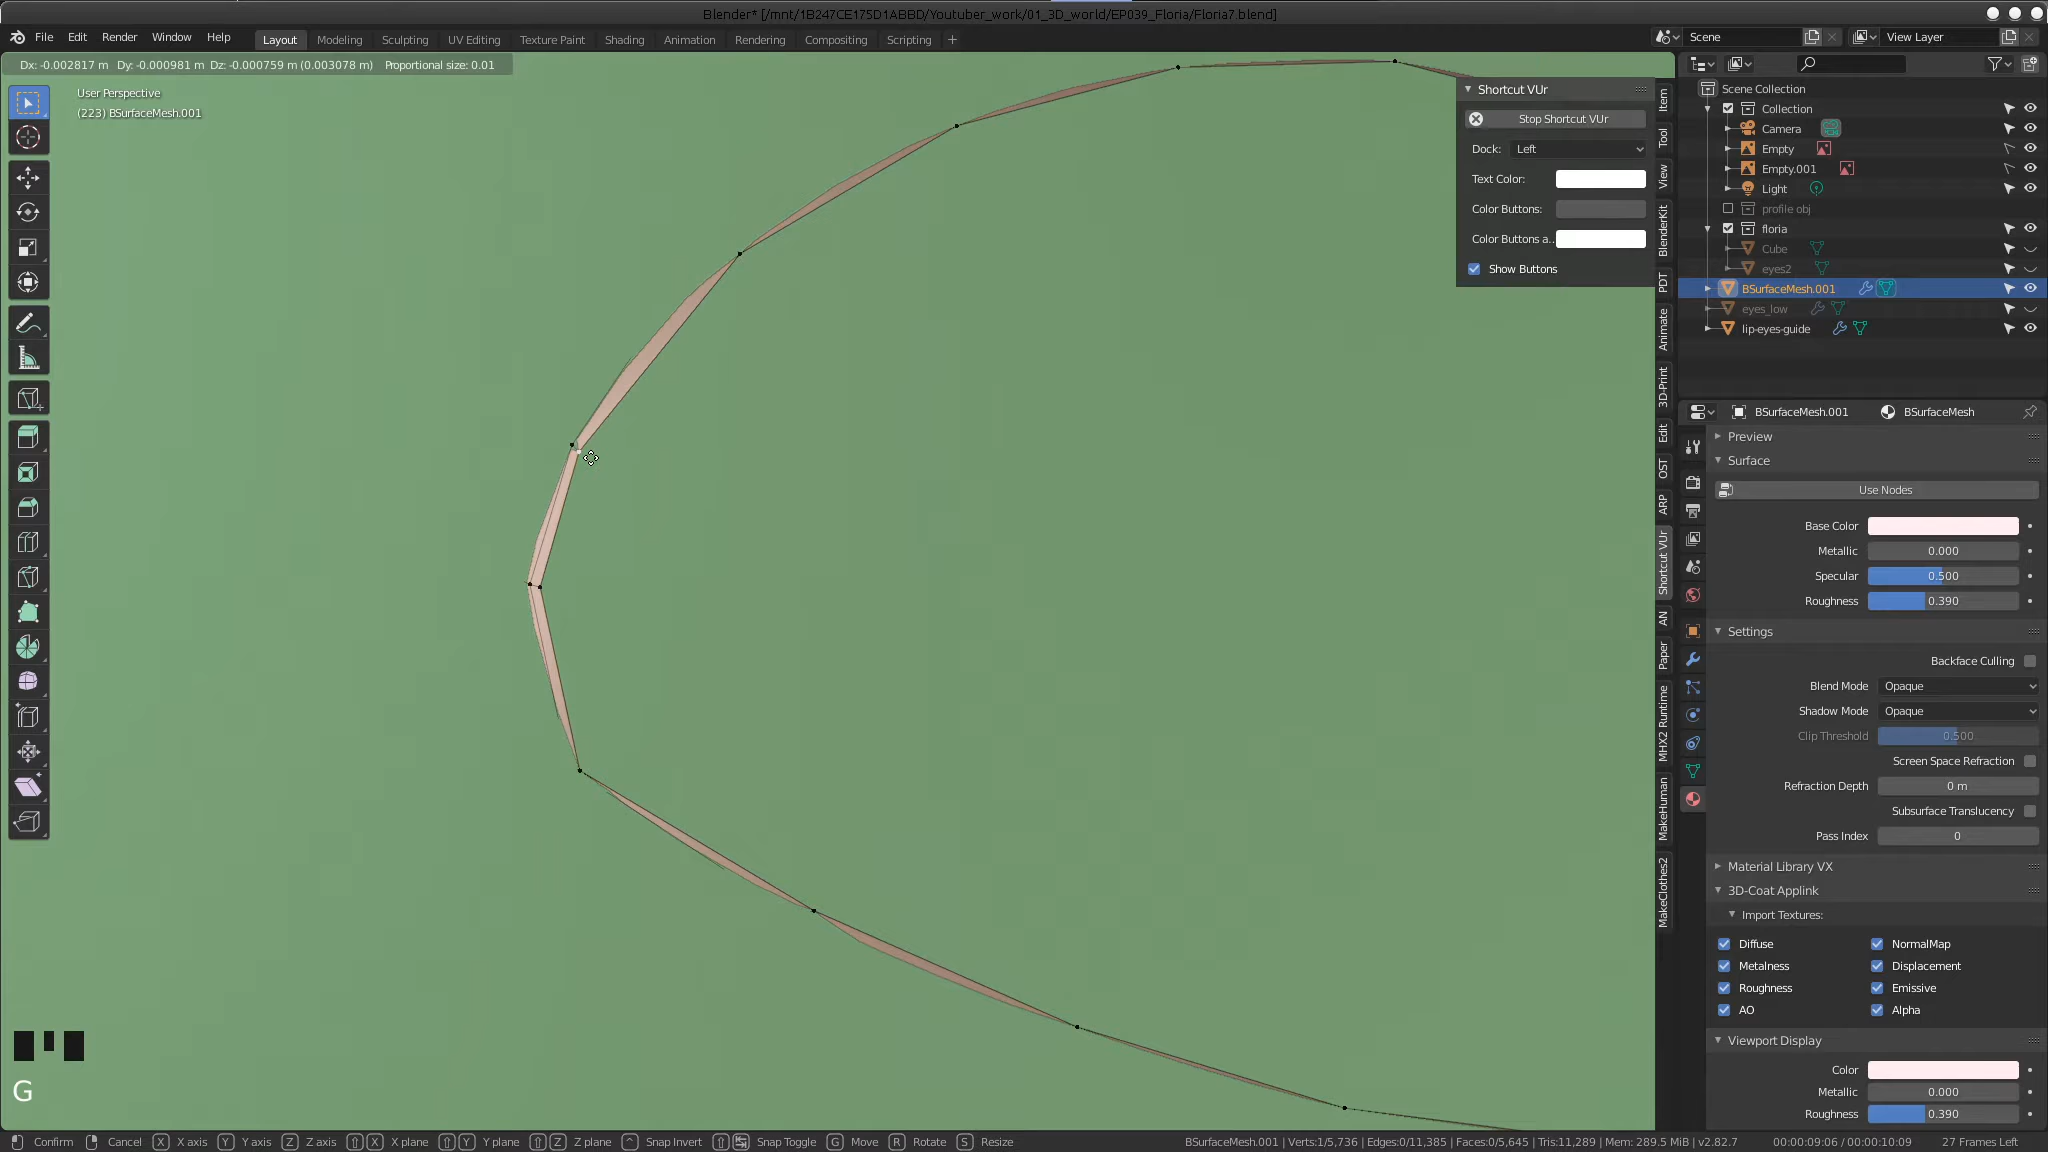 Blender* [/mnt/1B247CE175D1ABBD/Youtuber_work/01_3D_world/EP039_Floria/Floria7.blend]
File Edit Render Window Help Layout Modeling Sculpting UV Editing Texture Paint Shading Animation Rendering Compositing Scripting + Scene View Layer
Dx: -0.002817 m Dy: -0.000981 m Dz: -0.000759 m (0.003078 m) Proportional size: 0.01
User Perspective
(223) BSurfaceMesh.001
Shortcut VUr
Stop Shortcut VUr
Dock: Left
Text Color:
Color Buttons:
Color Buttons a..
Show Buttons
Item
Tool
View
BlenderKit
PDT
Animate
3D-Print
Edit
OST
ARP
Shortcut VUr
AN
Paper
MHX2 Runtime
MakeHuman
MakeClothes2
Scene Collection
Collection
Camera
Empty
Empty.001
Light
profile obj
floria
Cube
eyes2
BSurfaceMesh.001
eyes_low
lip-eyes-guide
BSurfaceMesh.001 BSurfaceMesh
Preview
Surface
Use Nodes
Base Color
Metallic 0.000
Specular 0.500
Roughness 0.390
Settings
Backface Culling
Blend Mode Opaque
Shadow Mode Opaque
Clip Threshold 0.500
Screen Space Refraction
Refraction Depth 0 m
Subsurface Translucency
Pass Index 0
Material Library VX
3D-Coat Applink
Import Textures:
Diffuse NormalMap
Metalness Displacement
Roughness Emissive
AO Alpha
Viewport Display
Color
Metallic 0.000
Roughness 0.390
G
Confirm Cancel X X axis Y Y axis Z Z axis X X plane Y Y plane Z Z plane Snap Invert Snap Toggle G Move R Rotate S Resize BSurfaceMesh.001 | Verts:1/5,736 | Edges:0/11,385 | Faces:0/5,645 | Tris:11,289 | Mem: 289.5 MiB | v2.82.7 00:00:09:06 / 00:00:10:09 27 Frames Left